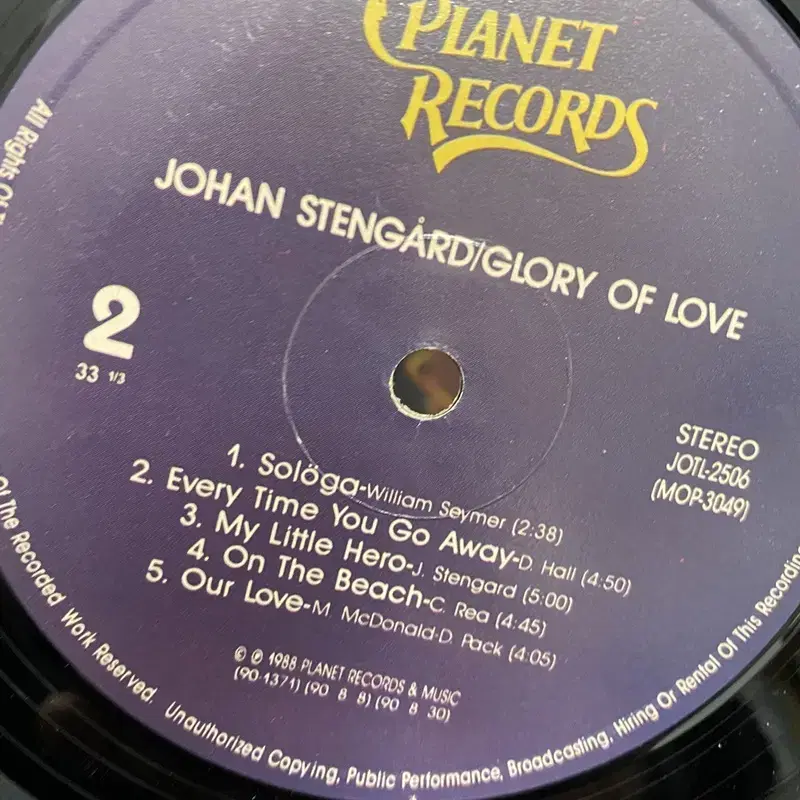 PLANET
RECORDS
JOHAN STENGÅRD/GLORY OF LOVE
2
33 1/3
STEREO
JOTL-2506
(MOP-3049)
1. Solöga-William Seymer (2:38)
2. Every Time You Go Away-D. Hall (4:50)
3. My Little Hero-J. Stengard (5:00)
4. On The Beach-C. Rea (4:45)
5. Our Love-M. McDonald-D. Pack (4:05)
© ℗ 1988 PLANET RECORDS & MUSIC
(90-1371) (90 8 8) (90 8 30)
All Rights Of
Of The Recorded Work Reserved. Unauthorized Copying, Public Performance, Broadcasting, Hiring Or Rental Of This Recording